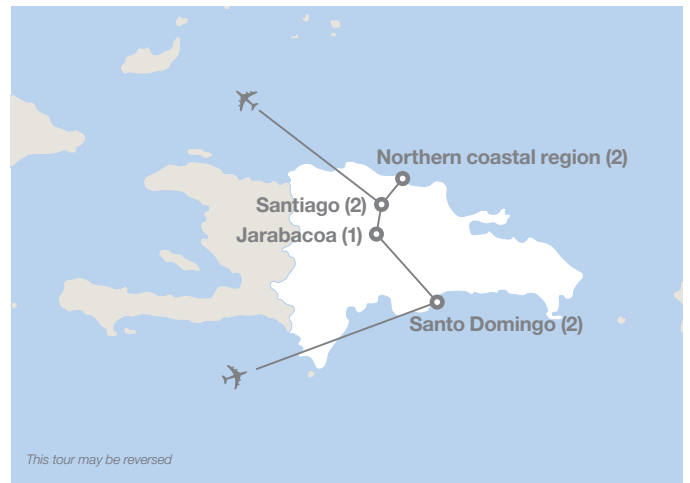 Northern coastal region (2)
Santiago (2)
Jarabacoa (1)
Santo Domingo (2)
This tour may be reversed